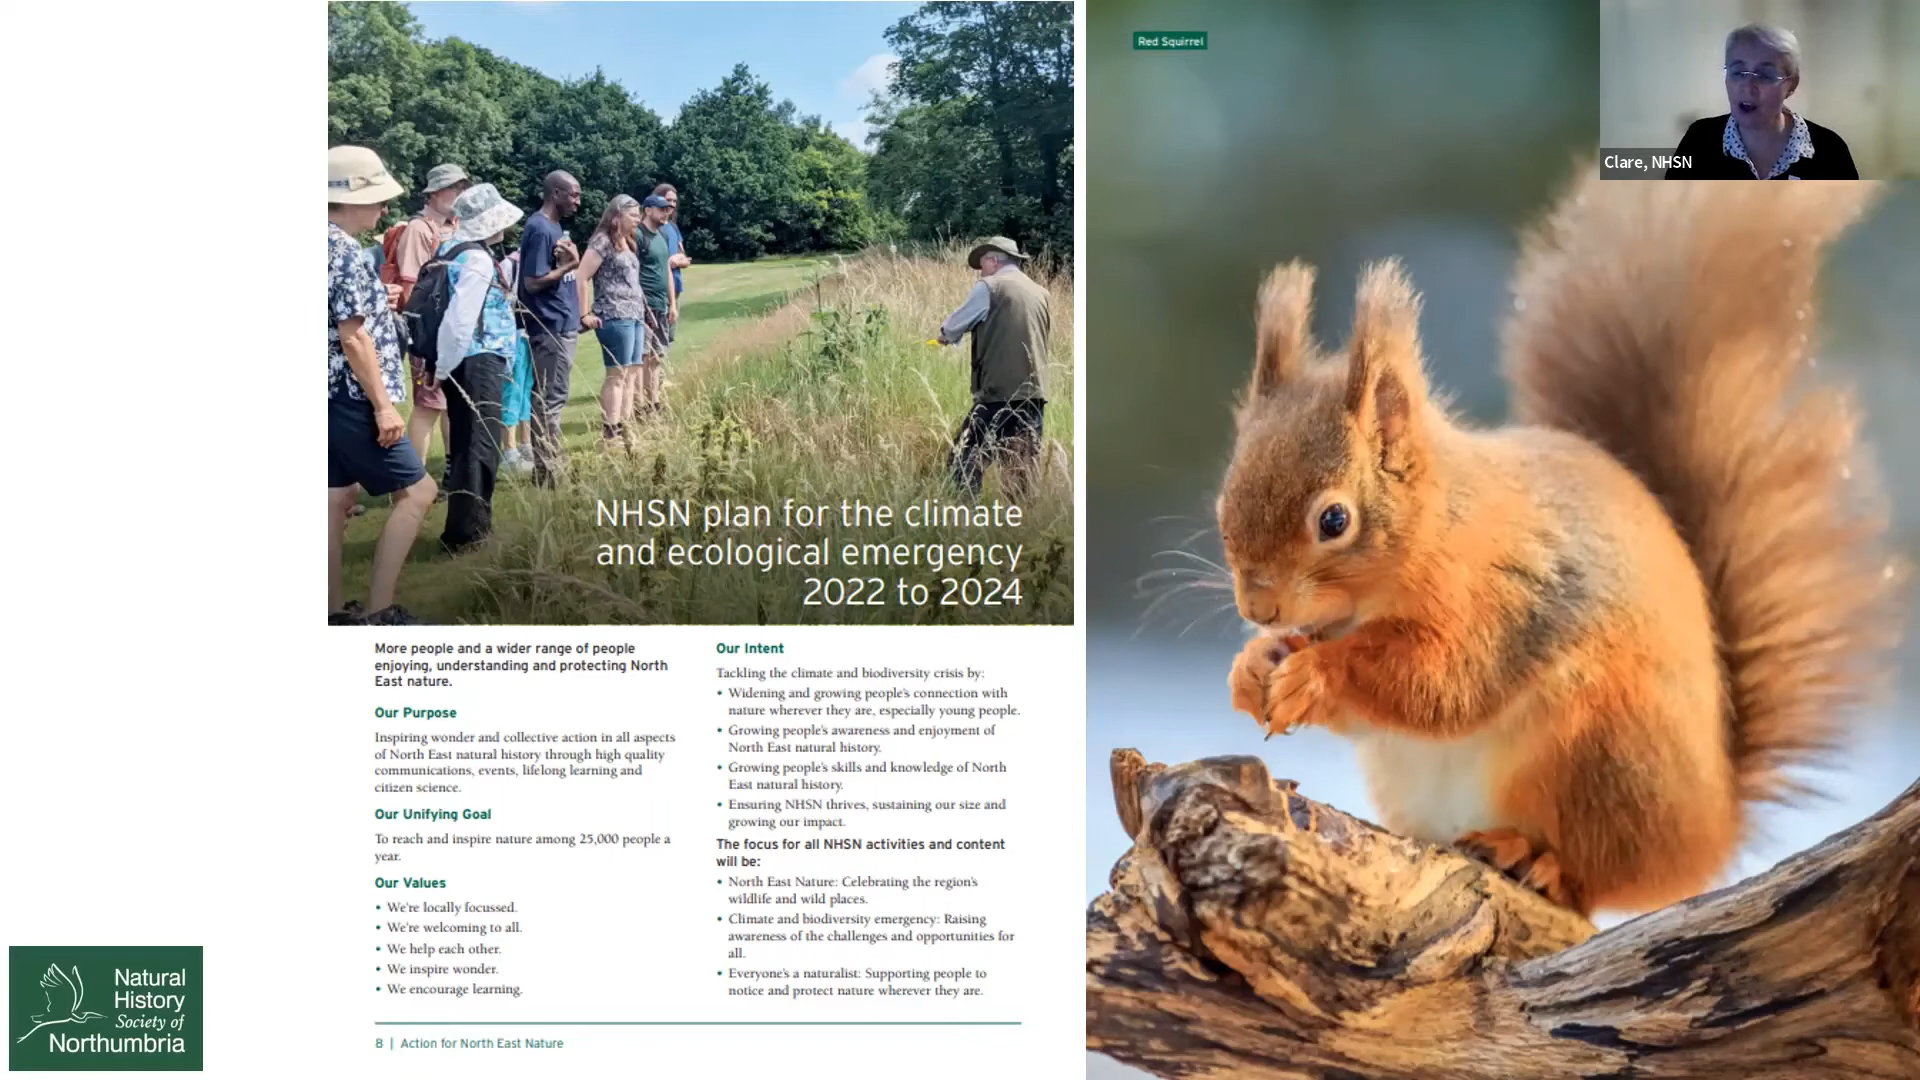 Red Squirrel
Clare, NHSN
NHSN plan for the climate
and ecological emergency
2022 to 2024
More people and a wider range of people
enjoying, understanding and protecting North
East nature.
Our Purpose
Inspiring wonder and collective action in all aspects
of North East natural history through high quality
communications, events, lifelong learning and
citizen science.
Our Unifying Goal
To reach and inspire nature among 25,000 people a
year.
Our Values
• We're locally focussed.
• We're welcoming to all.
• We help each other.
• We inspire wonder.
• We encourage learning.
Our Intent
Tackling the climate and biodiversity crisis by:
• Widening and growing people's connection with
nature wherever they are, especially young people.
• Growing people's awareness and enjoyment of
North East natural history.
• Growing people's skills and knowledge of North
East natural history.
• Ensuring NHSN thrives, sustaining our size and
growing our impact.
The focus for all NHSN activities and content
will be:
• North East Nature: Celebrating the region's
wildlife and wild places.
• Climate and biodiversity emergency: Raising
awareness of the challenges and opportunities for
all.
• Everyone's a naturalist: Supporting people to
notice and protect nature wherever they are.
8 | Action for North East Nature
Natural
History
Society of
Northumbria